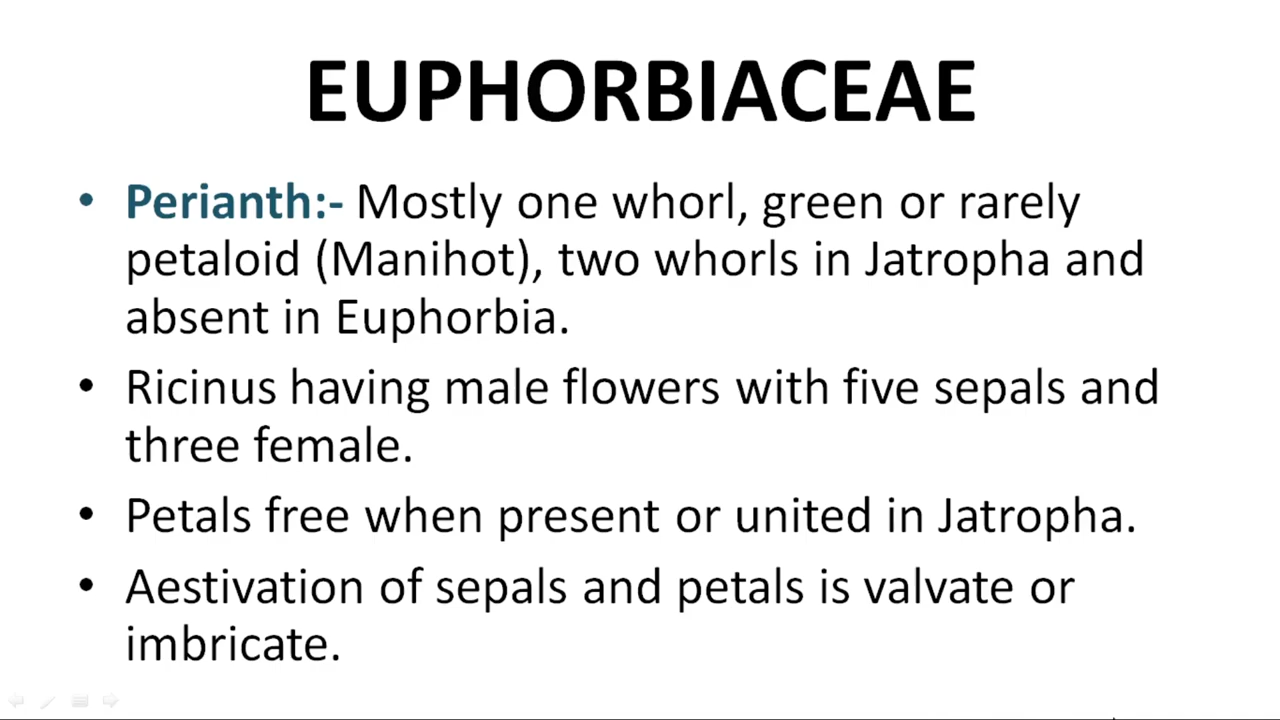 EUPHORBIACEAE
• Perianth:- Mostly one whorl, green or rarely
petaloid (Manihot), two whorls in Jatropha and
absent in Euphorbia.
• Ricinus having male flowers with five sepals and
three female.
• Petals free when present or united in Jatropha.
• Aestivation of sepals and petals is valvate or
imbricate.